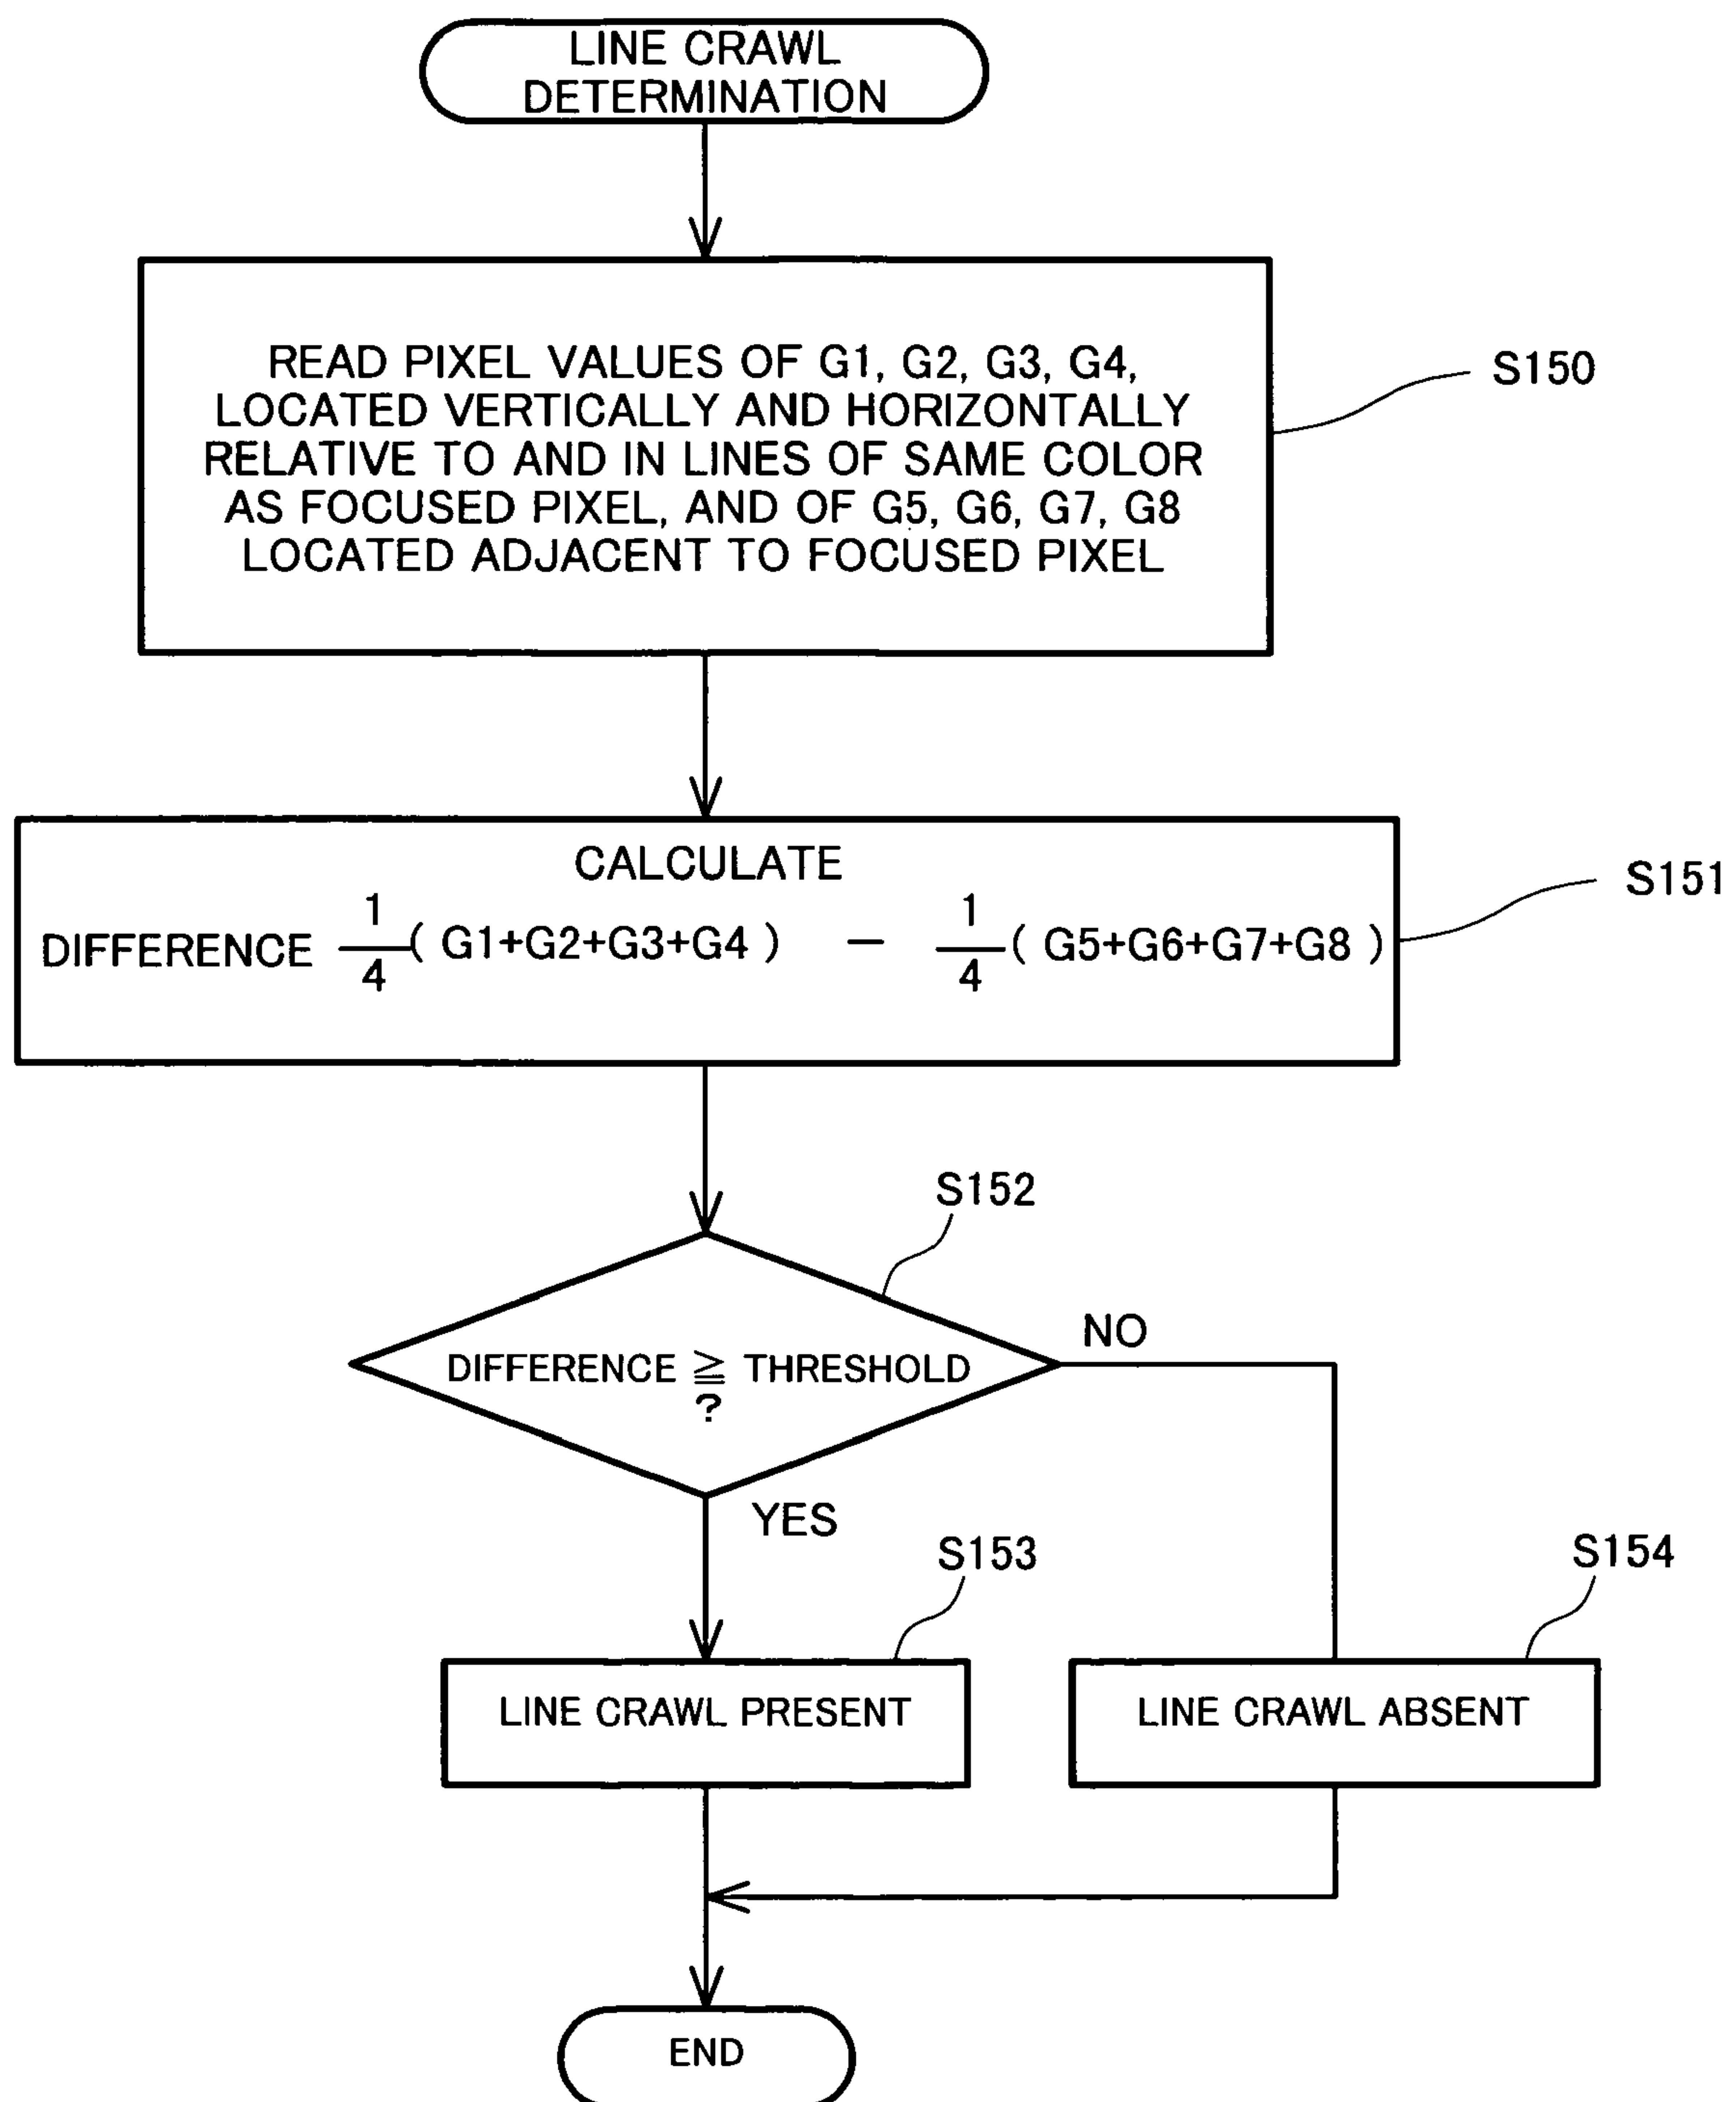 LINE CRAWL
DETERMINATION
READ PIXEL VALUES OF G1, G2, G3, G4,
LOCATED VERTICALLY AND HORIZONTALLY
RELATIVE TO AND IN LINES OF SAME COLOR
AS FOCUSED PIXEL, AND OF G5, G6, G7, G8
LOCATED ADJACENT TO FOCUSED PIXEL
S150
CALCULATE
DIFFERENCE 1/4 ( G1+G2+G3+G4 ) − 1/4 ( G5+G6+G7+G8 )
S151
S152
DIFFERENCE ≧ THRESHOLD
?
NO
YES
S153
S154
LINE CRAWL PRESENT
LINE CRAWL ABSENT
END